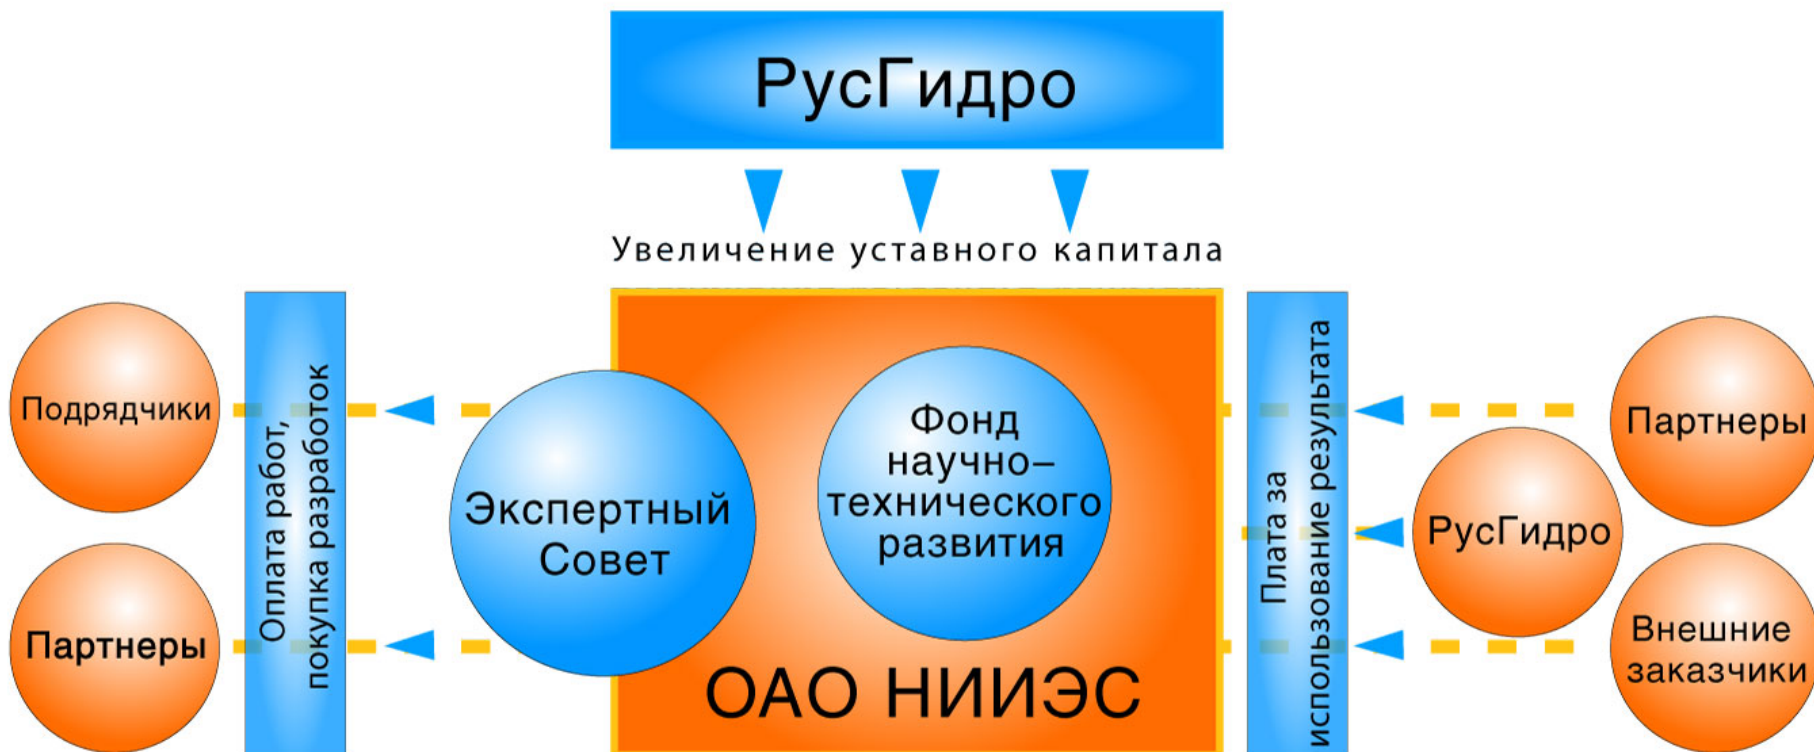 РусГидро
Увеличение уставного капитала
Подрядчики
Партнеры
Оплата работ,
покупка разработок
Экспертный
Совет
Фонд
научно–
технического
развития
ОАО НИИЭС
Плата за
использование результата
Партнеры
РусГидро
Внешние
заказчики